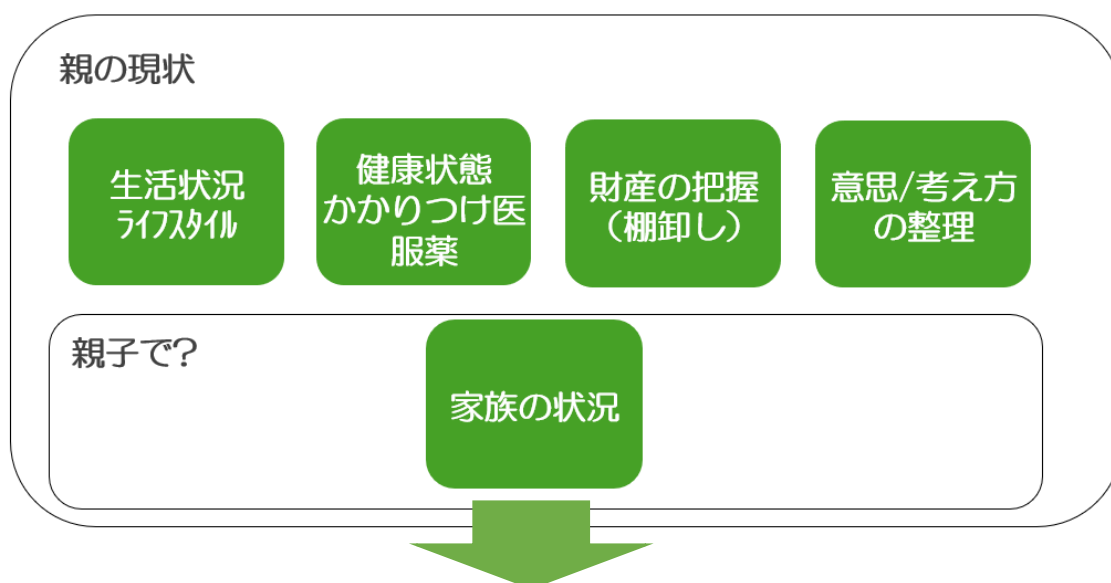 親の現状
生活状況
ﾗｲﾌｽﾀｲﾙ
健康状態
かかりつけ医
服薬
財産の把握
（棚卸し）
意思/考え方
の整理
親子で?
家族の状況